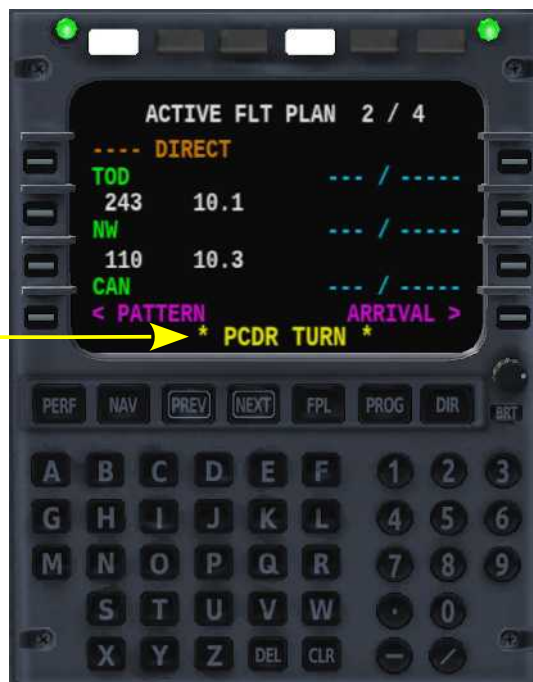 ACTIVE FLT PLAN 2 / 4
---- DIRECT
TOD --- / -----
243 10.1
NW --- / -----
110 10.3
CAN --- / -----
< PATTERN ARRIVAL >
* PCDR TURN *
PERF NAV PREV NEXT FPL PROG DIR BRT
A B C D E F 1 2 3
G H I J K L 4 5 6
M N O P Q R 7 8 9
S T U V W · 0
X Y Z DEL CLR - /